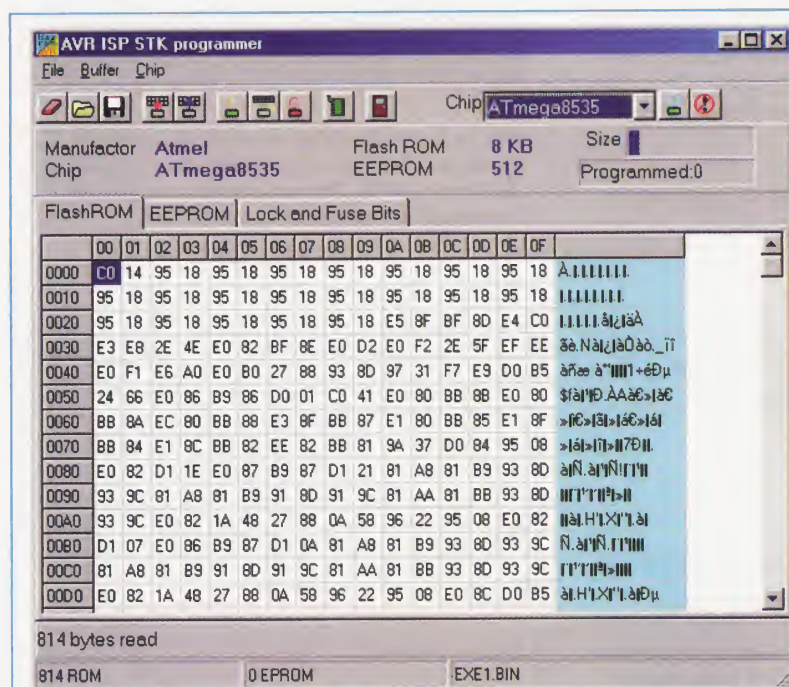 AVR ISP STK programmer
File Buffer Chip
Chip ATmega8535
Manufactor Atmel Flash ROM 8 KB Size
Chip ATmega8535 EEPROM 512 Programmed:0
FlashROM EEPROM Lock and Fuse Bits
00 01 02 03 04 05 06 07 08 09 0A 0B 0C 0D 0E 0F
0000 C0 14 95 18 95 18 95 18 95 18 95 18 95 18 95 18
0010 95 18 95 18 95 18 95 18 95 18 95 18 95 18 95 18
0020 95 18 95 18 95 18 95 18 95 18 E5 8F BF 8D E4 C0
0030 E3 E8 2E 4E E0 82 BF 8E E0 D2 E0 F2 2E 5F EF EE
0040 E0 F1 E6 A0 E0 B0 27 88 93 8D 97 31 F7 E9 D0 B5
0050 24 66 E0 86 B9 86 D0 01 C0 41 E0 80 BB 8B E0 80
0060 BB 8A EC 80 BB 88 E3 8F BB 87 E1 80 BB 85 E1 8F
0070 BB 84 E1 8C BB 82 EE 82 BB 81 9A 37 D0 84 95 08
0080 E0 82 D1 1E E0 87 B9 87 D1 21 81 A8 81 B9 93 8D
0090 93 9C 81 A8 81 B9 91 8D 91 9C 81 AA 81 BB 93 8D
00A0 93 9C E0 82 1A 48 27 88 0A 58 96 22 95 08 E0 82
00B0 D1 07 E0 86 B9 87 D1 0A 81 A8 81 B9 93 8D 93 9C
00C0 81 A8 81 B9 91 8D 91 9C 81 AA 81 BB 93 8D 93 9C
00D0 E0 82 1A 48 27 88 0A 58 96 22 95 08 E0 8C D0 B5
814 bytes read
814 ROM 0 EPROM EXE1.BIN